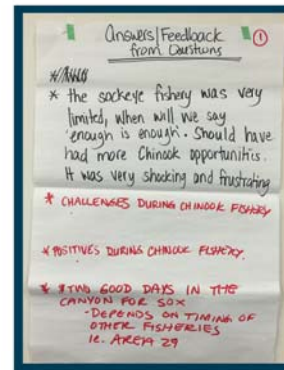 Answers/Feedback ①
from Questions
* the sockeye fishery was very
limited, when will we say
'enough is enough'. Should have
had more Chinook opportunitis.
It was very shocking and frustrating
* CHALLENGES DURING CHINOOK FISHERY
* POSITIVES DURING CHINOOK FISHERY.
* TWO GOOD DAYS IN THE
CANYON FOR SOX
- DEPENDS ON TIMING OF
OTHER FISHERIES
IE. AREA 29